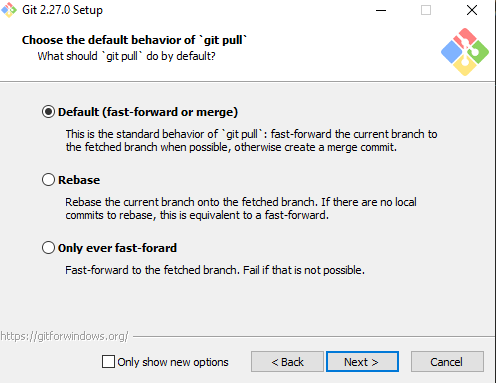 Git 2.27.0 Setup
Choose the default behavior of `git pull`
What should `git pull` do by default?
Default (fast-forward or merge)
This is the standard behavior of `git pull`: fast-forward the current branch to
the fetched branch when possible, otherwise create a merge commit.
Rebase
Rebase the current branch onto the fetched branch. If there are no local
commits to rebase, this is equivalent to a fast-forward.
Only ever fast-forard
Fast-forward to the fetched branch. Fail if that is not possible.
https://gitforwindows.org/
Only show new options
< Back
Next >
Cancel